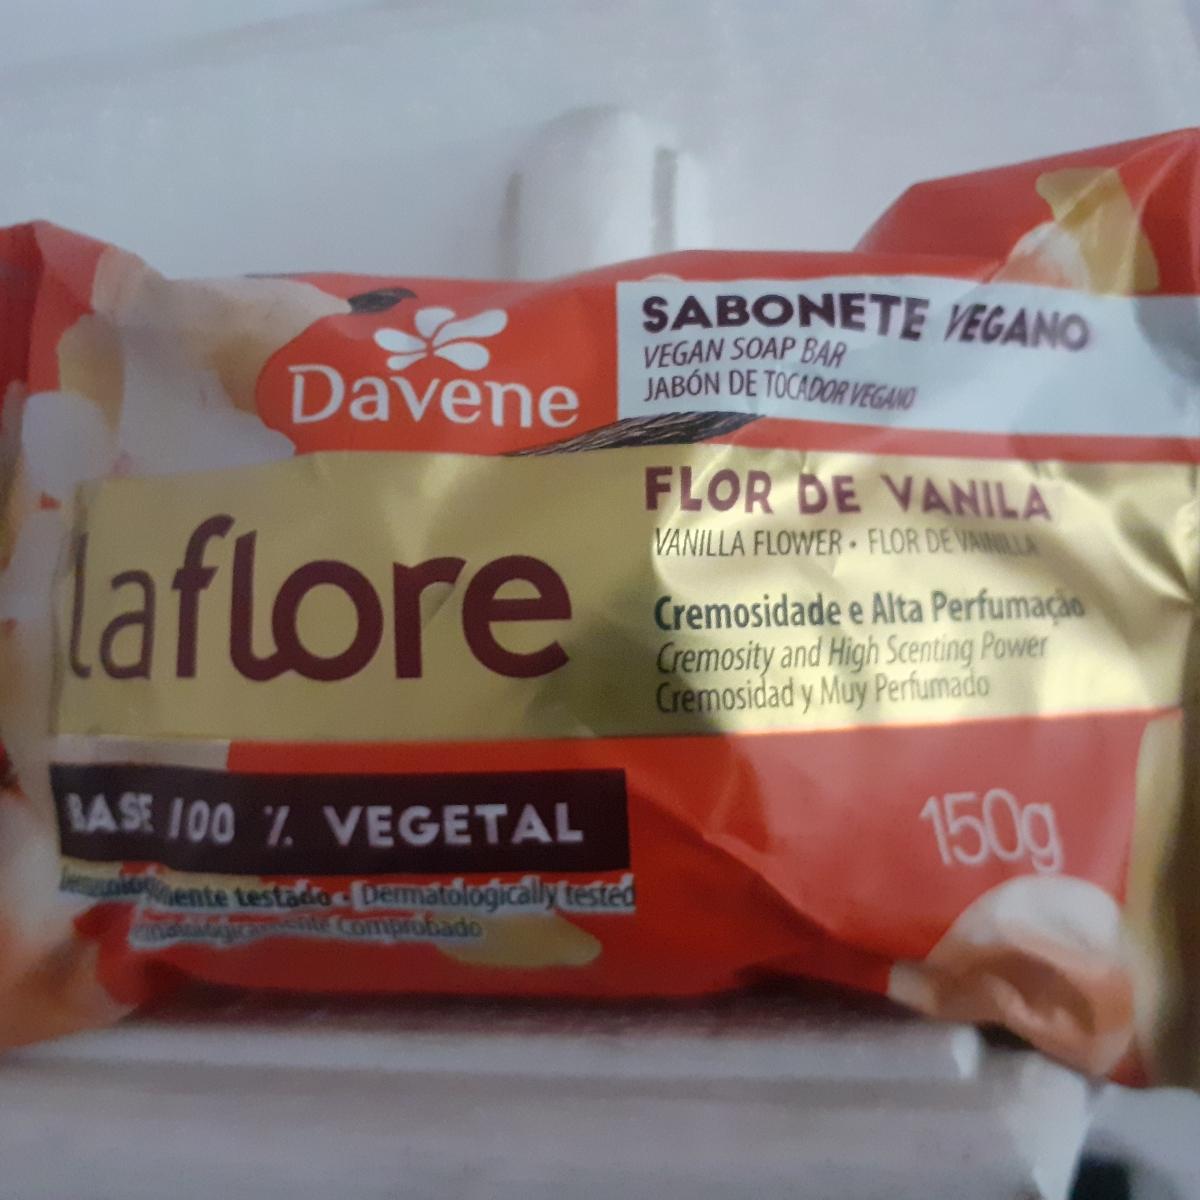 Davene
SABONETE VEGANO
VEGAN SOAP BAR
JABÓN DE TOCADOR VEGANO
laflore
FLOR DE VANILA
VANILLA FLOWER • FLOR DE VAINILLA
Cremosidade e Alta Perfumação
Cremosity and High Scenting Power
Cremosidad y Muy Perfumado
BASE 100 % VEGETAL
150g
testado • Dermatologically tested
Comprobado